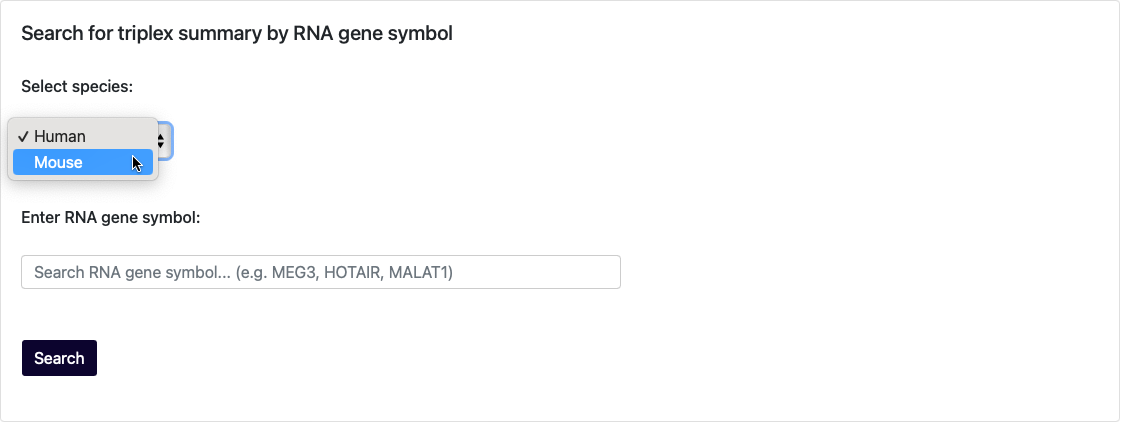 Search for triplex summary by RNA gene symbol
Select species:
✓ Human
Mouse
Enter RNA gene symbol:
Search RNA gene symbol... (e.g. MEG3, HOTAIR, MALAT1)
Search